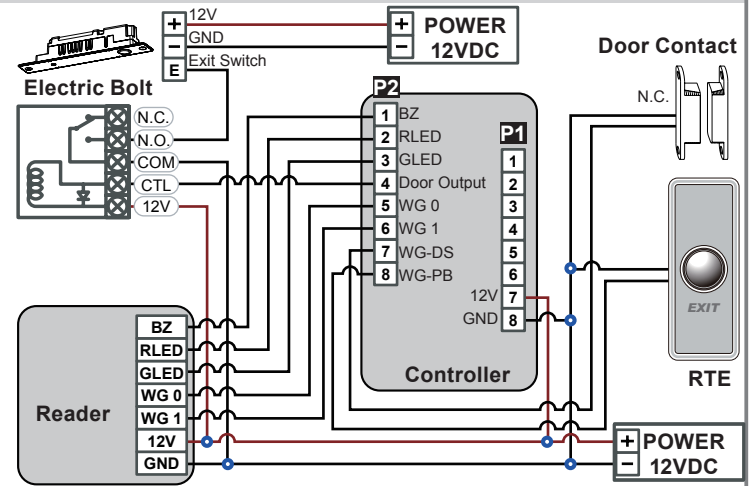 + 12V
− GND
E Exit Switch
+ POWER
− 12VDC
Electric Bolt
N.C.
N.O.
COM
CTL
12V
P2
1 BZ
2 RLED
3 GLED
4 Door Output
5 WG 0
6 WG 1
7 WG-DS
8 WG-PB
P1
1
2
3
4
5
6
12V 7
GND 8
Controller
Door Contact
N.C.
EXIT
RTE
Reader
BZ
RLED
GLED
WG 0
WG 1
12V
GND
+ POWER
− 12VDC